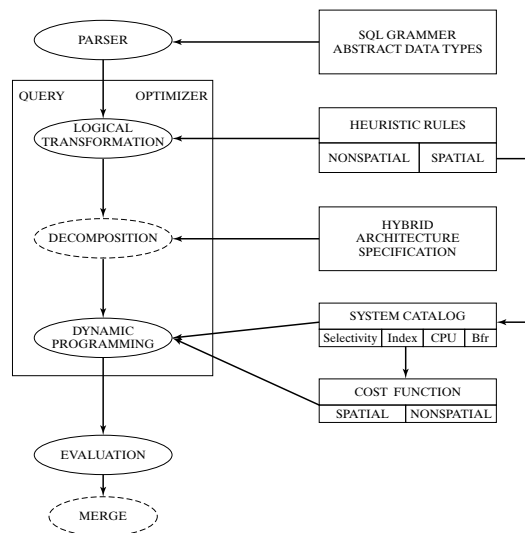 PARSER
SQL GRAMMER
ABSTRACT DATA TYPES
QUERY OPTIMIZER
LOGICAL
TRANSFORMATION
HEURISTIC RULES
NONSPATIAL SPATIAL
DECOMPOSITION
HYBRID
ARCHITECTURE
SPECIFICATION
DYNAMIC
PROGRAMMING
SYSTEM CATALOG
Selectivity Index CPU Bfr
COST FUNCTION
SPATIAL NONSPATIAL
EVALUATION
MERGE